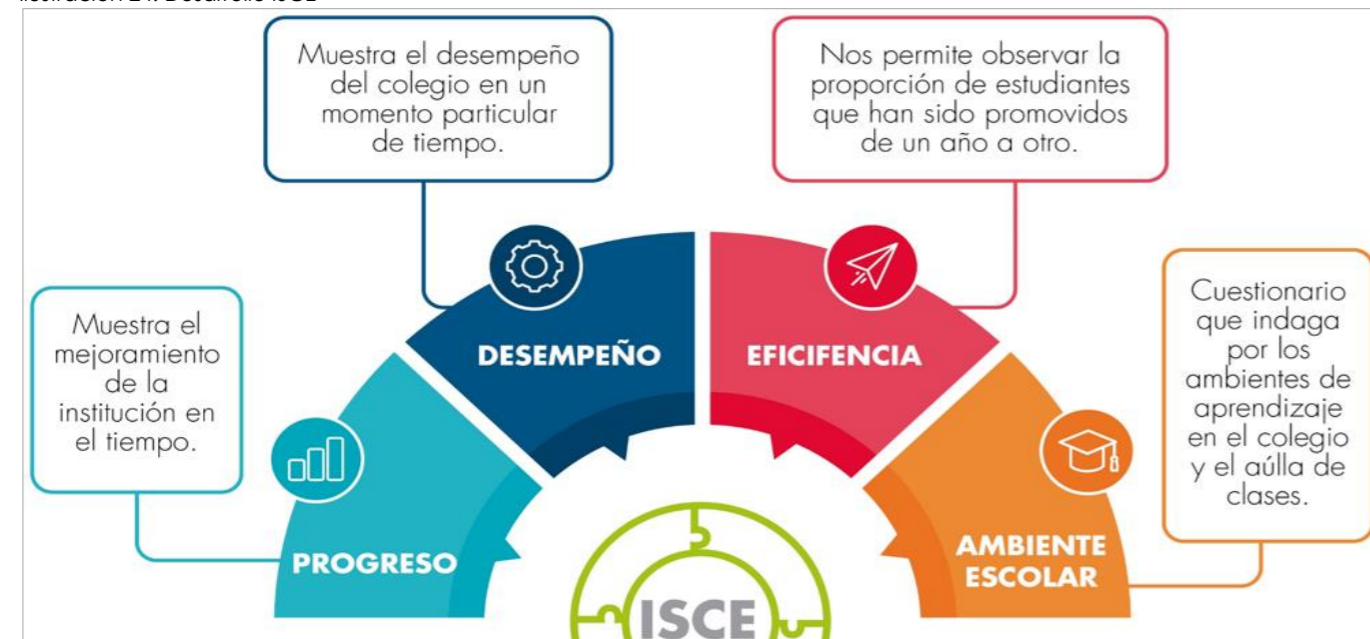 Muestra el desempeño
del colegio en un
momento particular
de tiempo.
Nos permite observar la
proporción de estudiantes
que han sido promovidos
de un año a otro.
Muestra el
mejoramiento
de la
institución en
el tiempo.
DESEMPEÑO
EFICIFENCIA
Cuestionario
que indaga
por los
ambientes de
aprendizaje
en el colegio
y el aúlla de
clases.
PROGRESO
AMBIENTE
ESCOLAR
ISCE